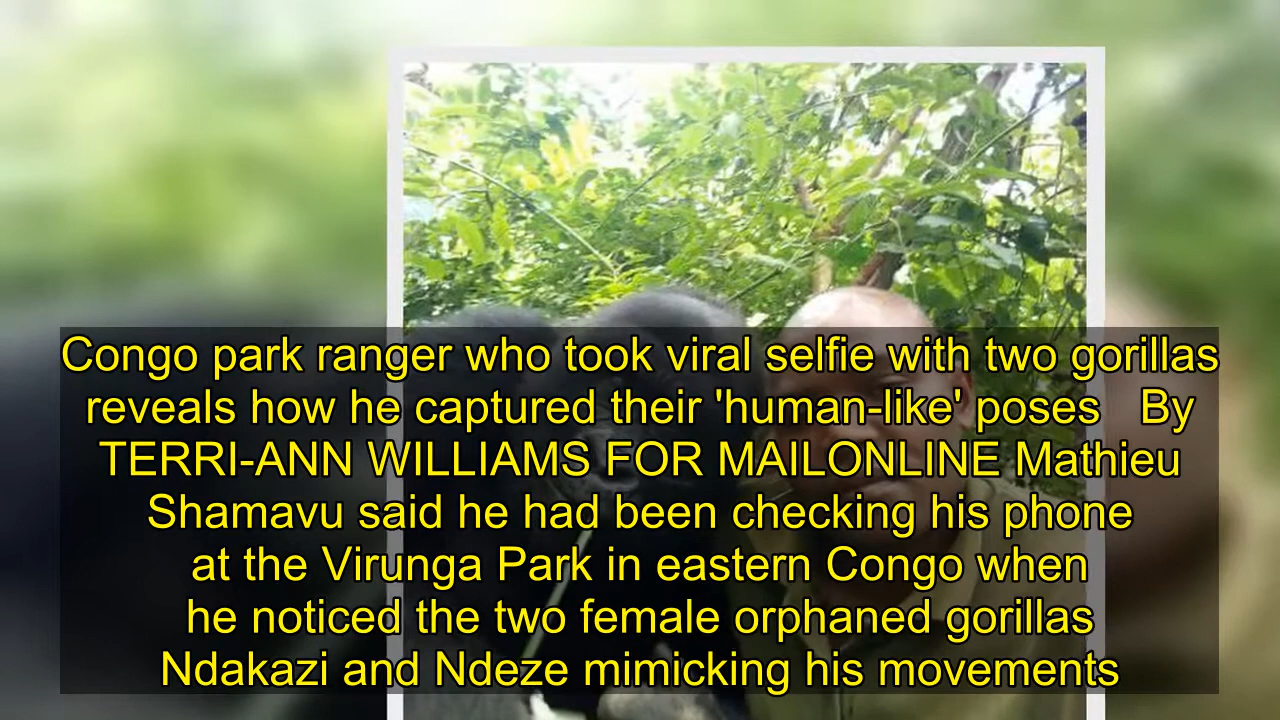 Congo park ranger who took viral selfie with two gorillas
reveals how he captured their 'human-like' poses   By
TERRI-ANN WILLIAMS FOR MAILONLINE Mathieu
Shamavu said he had been checking his phone
at the Virunga Park in eastern Congo when
he noticed the two female orphaned gorillas
Ndakazi and Ndeze mimicking his movements